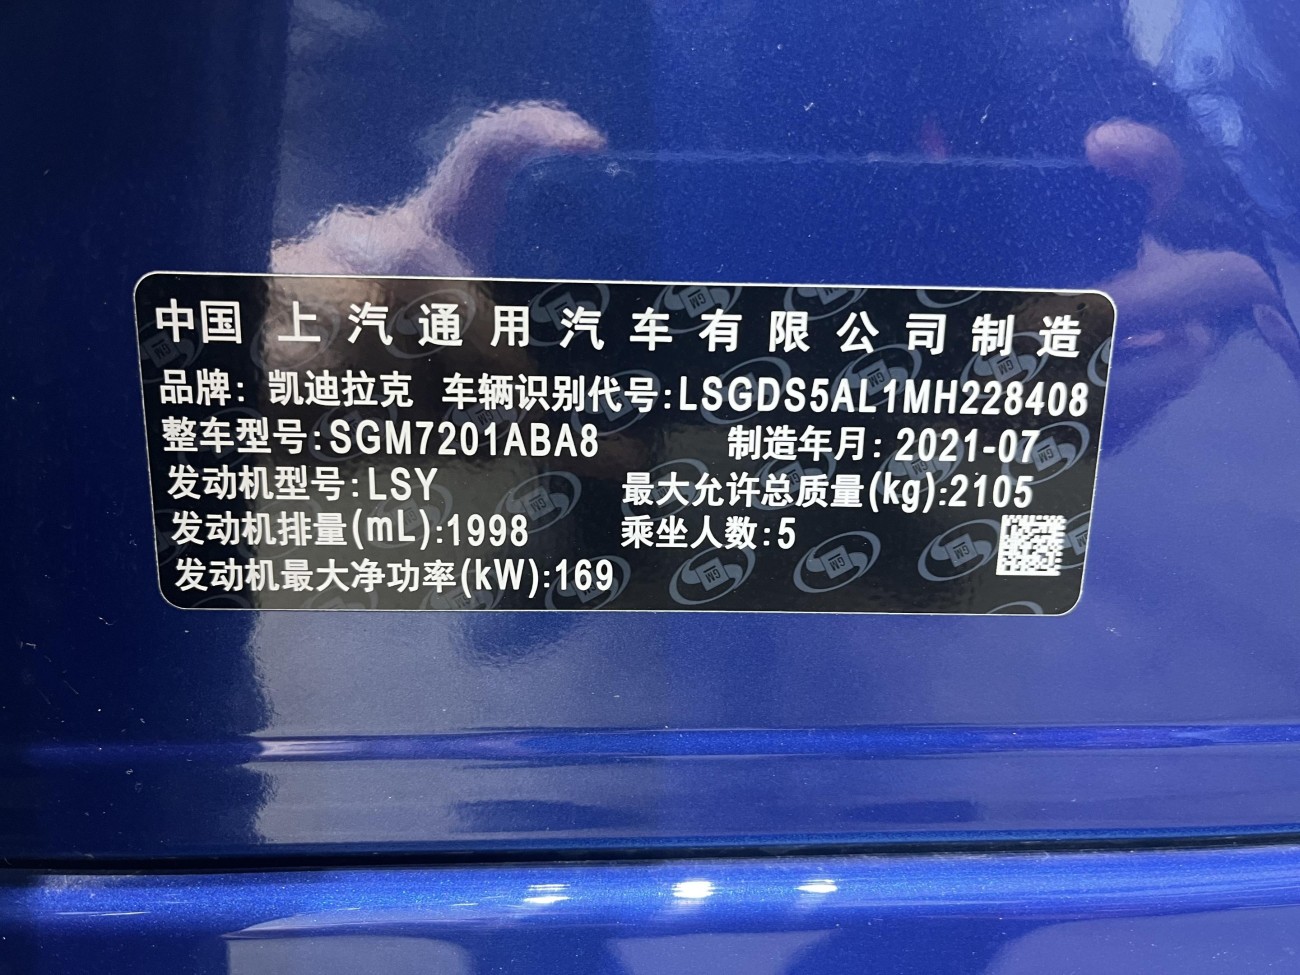 中国 上汽通用汽车有限公司制造
品牌: 凯迪拉克 车辆识别代号:LSGDS5AL1MH228408
整车型号:SGM7201ABA8 制造年月: 2021-07
发动机型号:LSY 最大允许总质量(kg):2105
发动机排量(mL):1998 乘坐人数:5
发动机最大净功率(kW):169